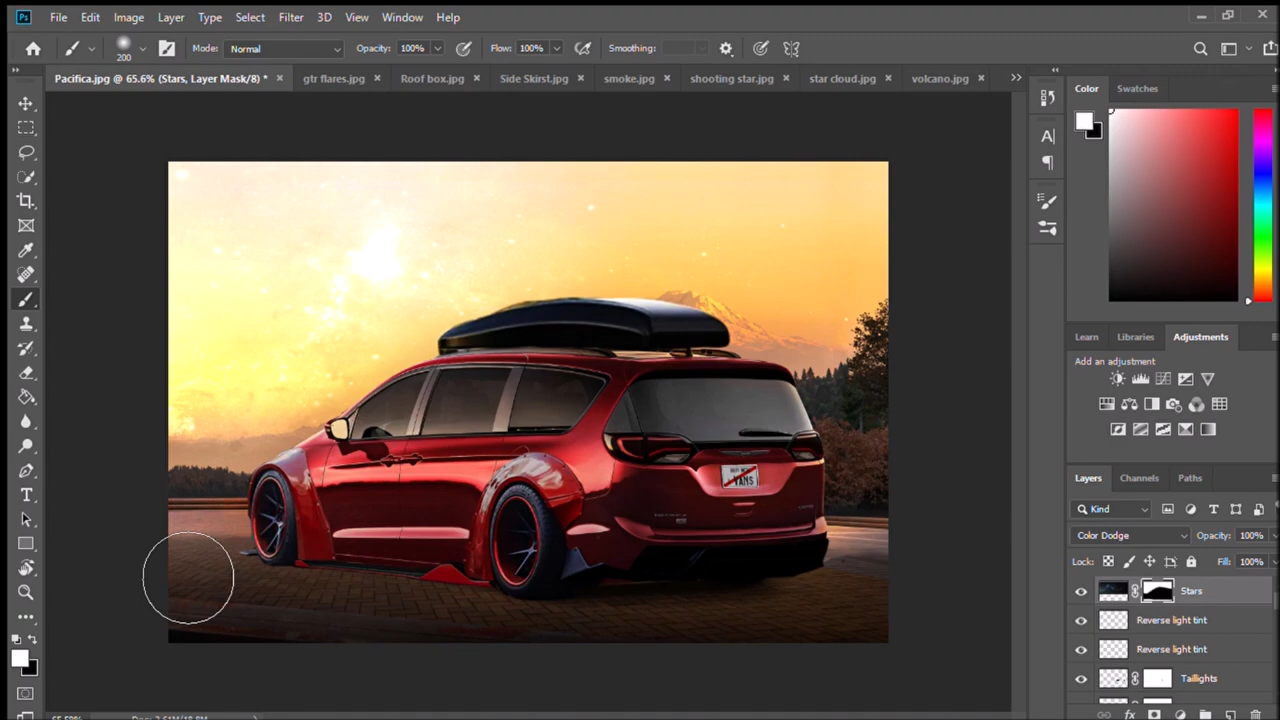 Ps File Edit Image Layer Type Select Filter 3D View Window Help
200 Mode: Normal Opacity: 100% Flow: 100% Smoothing:
Pacifica.jpg @ 65.6% (Stars, Layer Mask/8) * × gtr flares.jpg × Roof box.jpg × Side Skirst.jpg × smoke.jpg × shooting star.jpg × star cloud.jpg × volcano.jpg ×
Color Swatches
Learn Libraries Adjustments
Add an adjustment
VANS
Layers Channels Paths
Kind
Color Dodge Opacity: 100%
Lock: Fill: 100%
Stars
Reverse light tint
Reverse light tint
Taillights